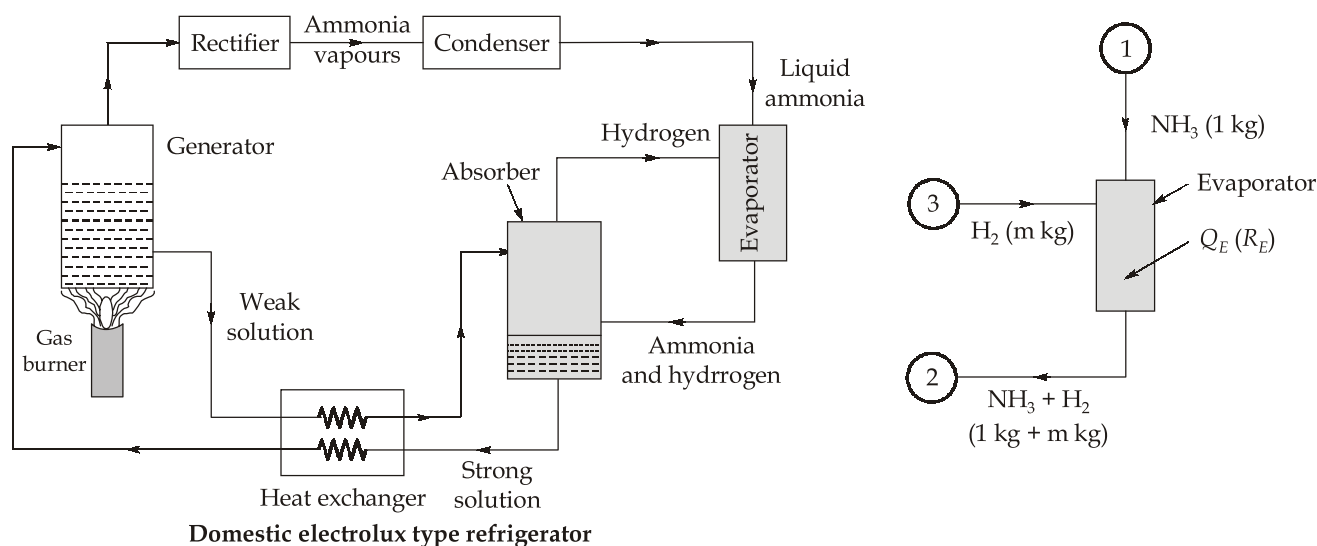 Ammonia
vapours
Rectifier
Condenser
Liquid
ammonia
Generator
Hydrogen
Absorber
Evaporator
Weak
solution
Gas
burner
Ammonia
and hydrrogen
Strong
solution
Heat exchanger
Domestic electrolux type refrigerator
1
NH₃ (1 kg)
Evaporator
3
H₂ (m kg)
Q_E (R_E)
2
NH₃ + H₂
(1 kg + m kg)